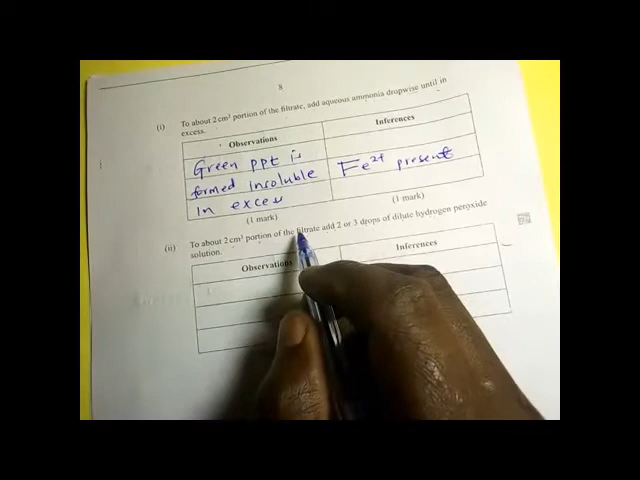 8
(i) To about 2 cm³ portion of the filtrate, add aqueous ammonia dropwise until in
excess.
Observations Inferences
Green ppt is
formed insoluble
in excess
Fe²⁺ present
(1 mark) (1 mark)
(ii) To about 2 cm³ portion of the filtrate add 2 or 3 drops of dilute hydrogen peroxide
solution.
Observations Inferences